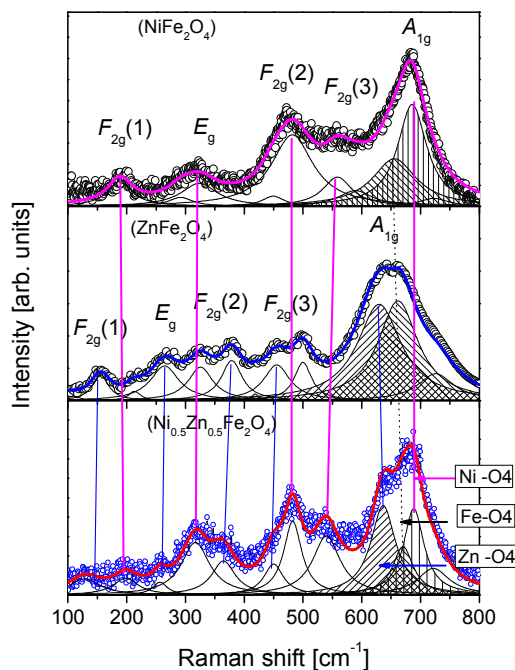 (NiFe₂O₄)
A₁g
F₂g(2)
F₂g(3)
F₂g(1)
Eg
(ZnFe₂O₄)
A₁g
F₂g(2)
F₂g(3)
Eg
F₂g(1)
(Ni₀.₅Zn₀.₅Fe₂O₄)
Ni -O4
Fe-O4
Zn -O4
Intensity [arb. units]
100 200 300 400 500 600 700 800
Raman shift [cm⁻¹]